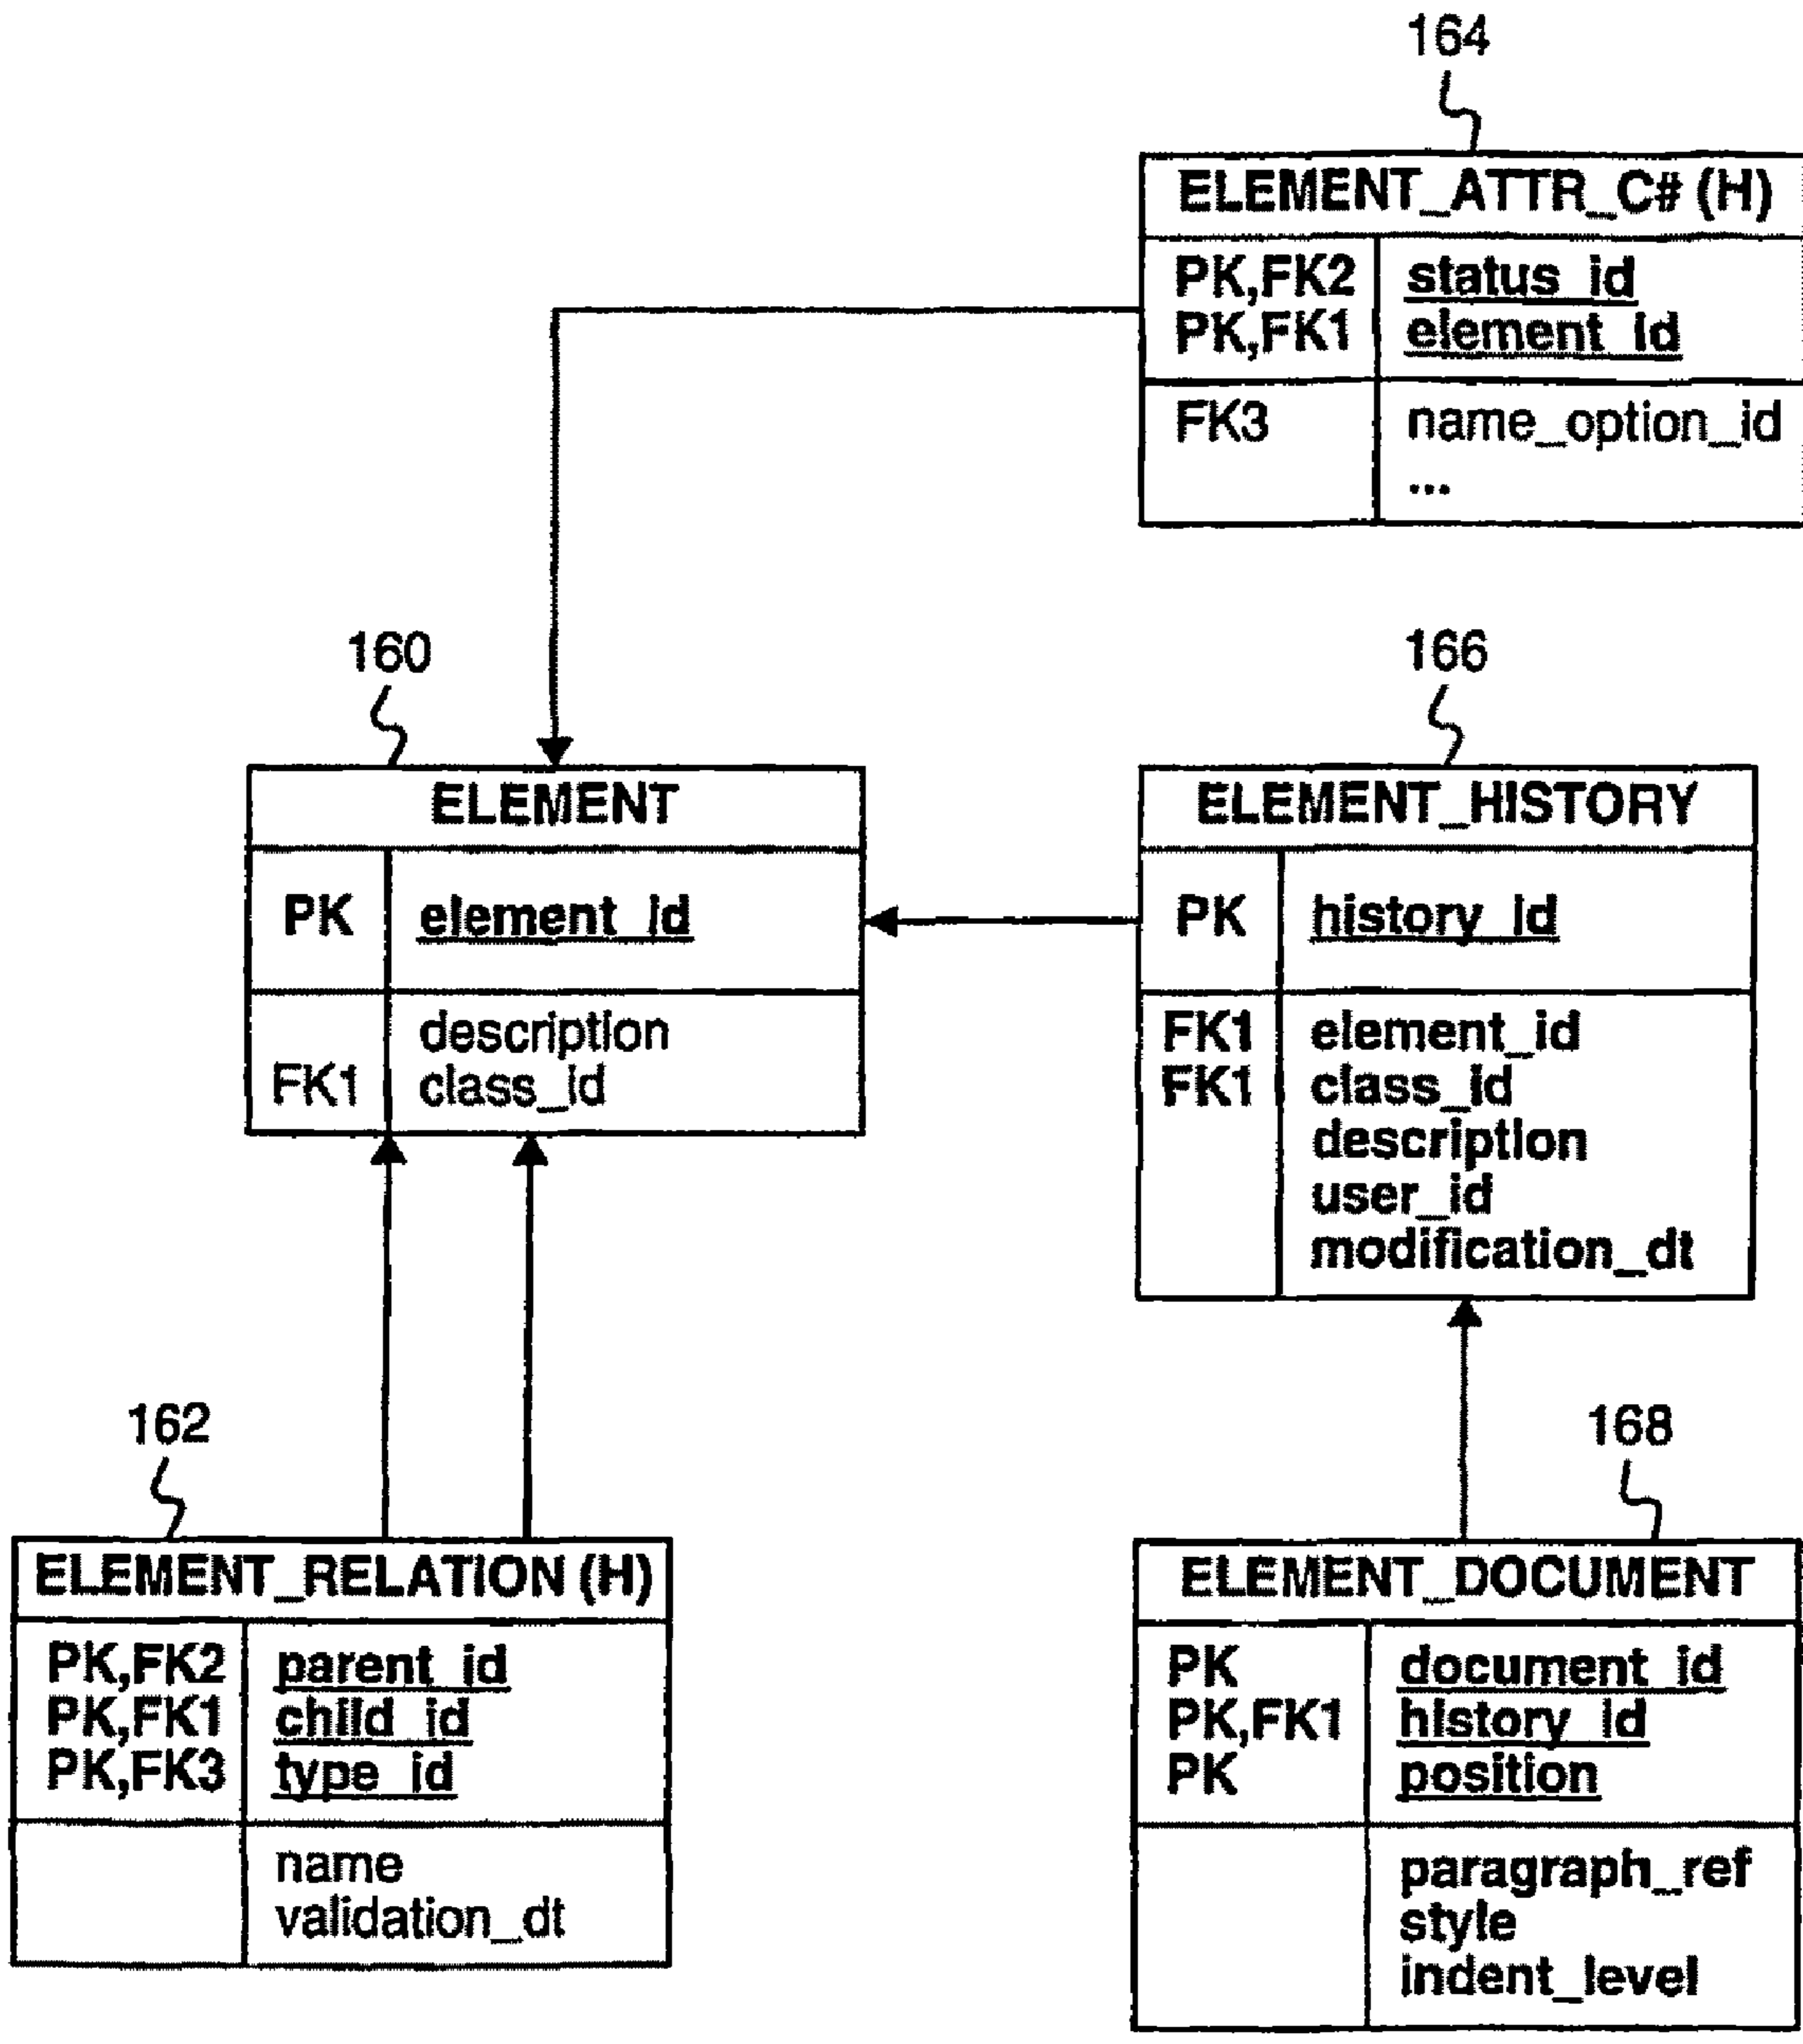 164
ELEMENT_ATTR_C# (H)
PK,FK2 status_id
PK,FK1 element_id
FK3 name_option_id
...
160
ELEMENT
PK element_id
description
FK1 class_id
166
ELEMENT_HISTORY
PK history_id
FK1 element_id
FK1 class_id
description
user_id
modification_dt
162
ELEMENT_RELATION (H)
PK,FK2 parent_id
PK,FK1 child_id
PK,FK3 type_id
name
validation_dt
168
ELEMENT_DOCUMENT
PK document_id
PK,FK1 history_id
PK position
paragraph_ref
style
indent_level